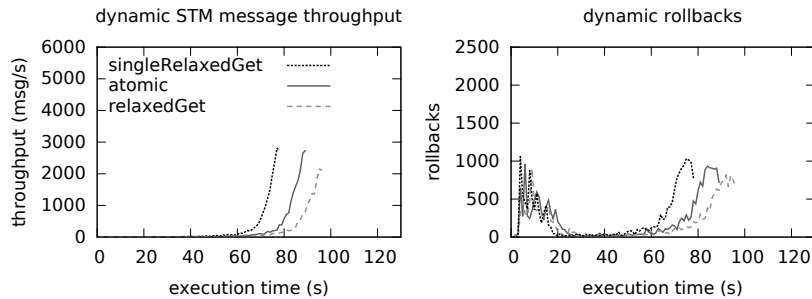 dynamic STM message throughput
throughput (msg/s)
6000
5000
4000
3000
2000
1000
0
singleRelaxedGet
atomic
relaxedGet
0 20 40 60 80 100 120
execution time (s)
dynamic rollbacks
rollbacks
2500
2000
1500
1000
500
0
0 20 40 60 80 100 120
execution time (s)